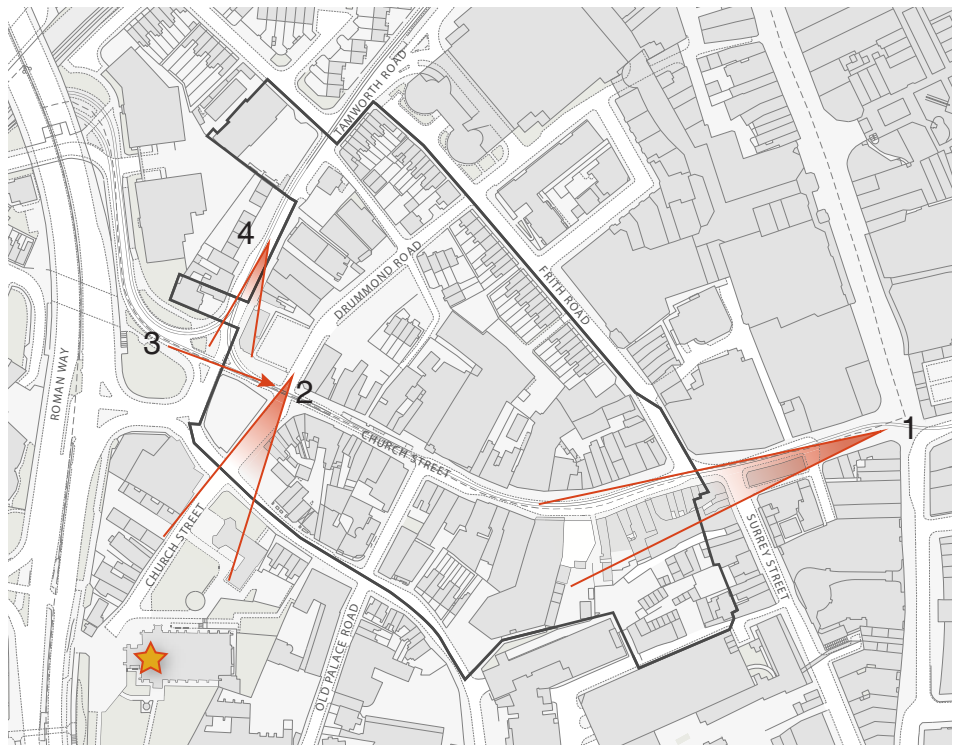 TAMWORTH ROAD
4
DRUMMOND ROAD
FRITH ROAD
3
ROMAN WAY
2
1
CHURCH STREET
CHURCH STREET
SURREY STREET
OLD PALACE ROAD